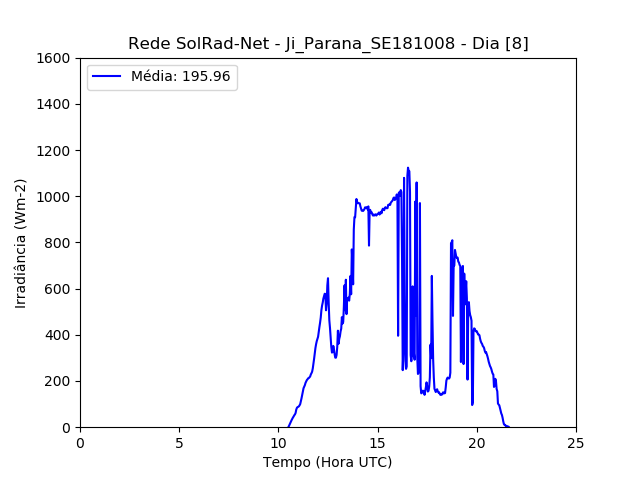 Rede SolRad-Net - Ji_Parana_SE181008 - Dia [8]
Média: 195.96
1600
1400
1200
1000
800
600
400
200
0
Irradiância (Wm-2)
0 5 10 15 20 25
Tempo (Hora UTC)